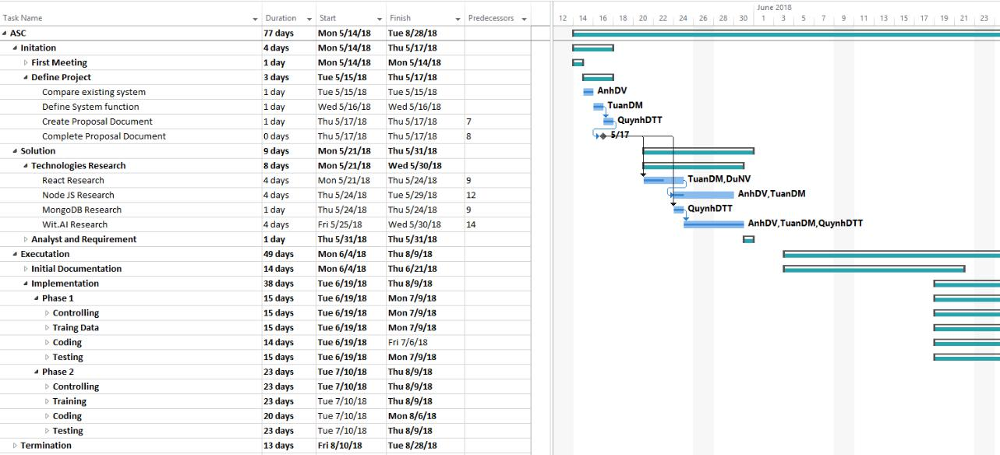 Task Name Duration Start Finish Predecessors
June 2018
12 14 16 18 20 22 24 26 28 30 1 3 5 7 9 11 13 15 17 19 21 23
ASC 77 days Mon 5/14/18 Tue 8/28/18
Initation 4 days Mon 5/14/18 Thu 5/17/18
First Meeting 1 day Mon 5/14/18 Mon 5/14/18
Define Project 3 days Tue 5/15/18 Thu 5/17/18
Compare existing system 1 day Tue 5/15/18 Tue 5/15/18 AnhDV
Define System function 1 day Wed 5/16/18 Wed 5/16/18 TuanDM
Create Proposal Document 1 day Thu 5/17/18 Thu 5/17/18 7 QuynhDTT
Complete Proposal Document 0 days Thu 5/17/18 Thu 5/17/18 8 5/17
Solution 9 days Mon 5/21/18 Thu 5/31/18
Technologies Research 8 days Mon 5/21/18 Wed 5/30/18
React Research 4 days Mon 5/21/18 Thu 5/24/18 9 TuanDM,DuNV
Node JS Research 4 days Thu 5/24/18 Tue 5/29/18 12 AnhDV,TuanDM
MongoDB Research 1 day Thu 5/24/18 Thu 5/24/18 9 QuynhDTT
Wit.AI Research 4 days Fri 5/25/18 Wed 5/30/18 14 AnhDV,TuanDM,QuynhDTT
Analyst and Requirement 1 day Thu 5/31/18 Thu 5/31/18
Executation 49 days Mon 6/4/18 Thu 8/9/18
Initial Documentation 14 days Mon 6/4/18 Thu 6/21/18
Implementation 38 days Tue 6/19/18 Thu 8/9/18
Phase 1 15 days Tue 6/19/18 Mon 7/9/18
Controlling 15 days Tue 6/19/18 Mon 7/9/18
Traing Data 15 days Tue 6/19/18 Mon 7/9/18
Coding 14 days Tue 6/19/18 Fri 7/6/18
Testing 15 days Tue 6/19/18 Mon 7/9/18
Phase 2 23 days Tue 7/10/18 Thu 8/9/18
Controlling 23 days Tue 7/10/18 Thu 8/9/18
Training 23 days Tue 7/10/18 Thu 8/9/18
Coding 20 days Tue 7/10/18 Mon 8/6/18
Testing 23 days Tue 7/10/18 Thu 8/9/18
Termination 13 days Fri 8/10/18 Tue 8/28/18